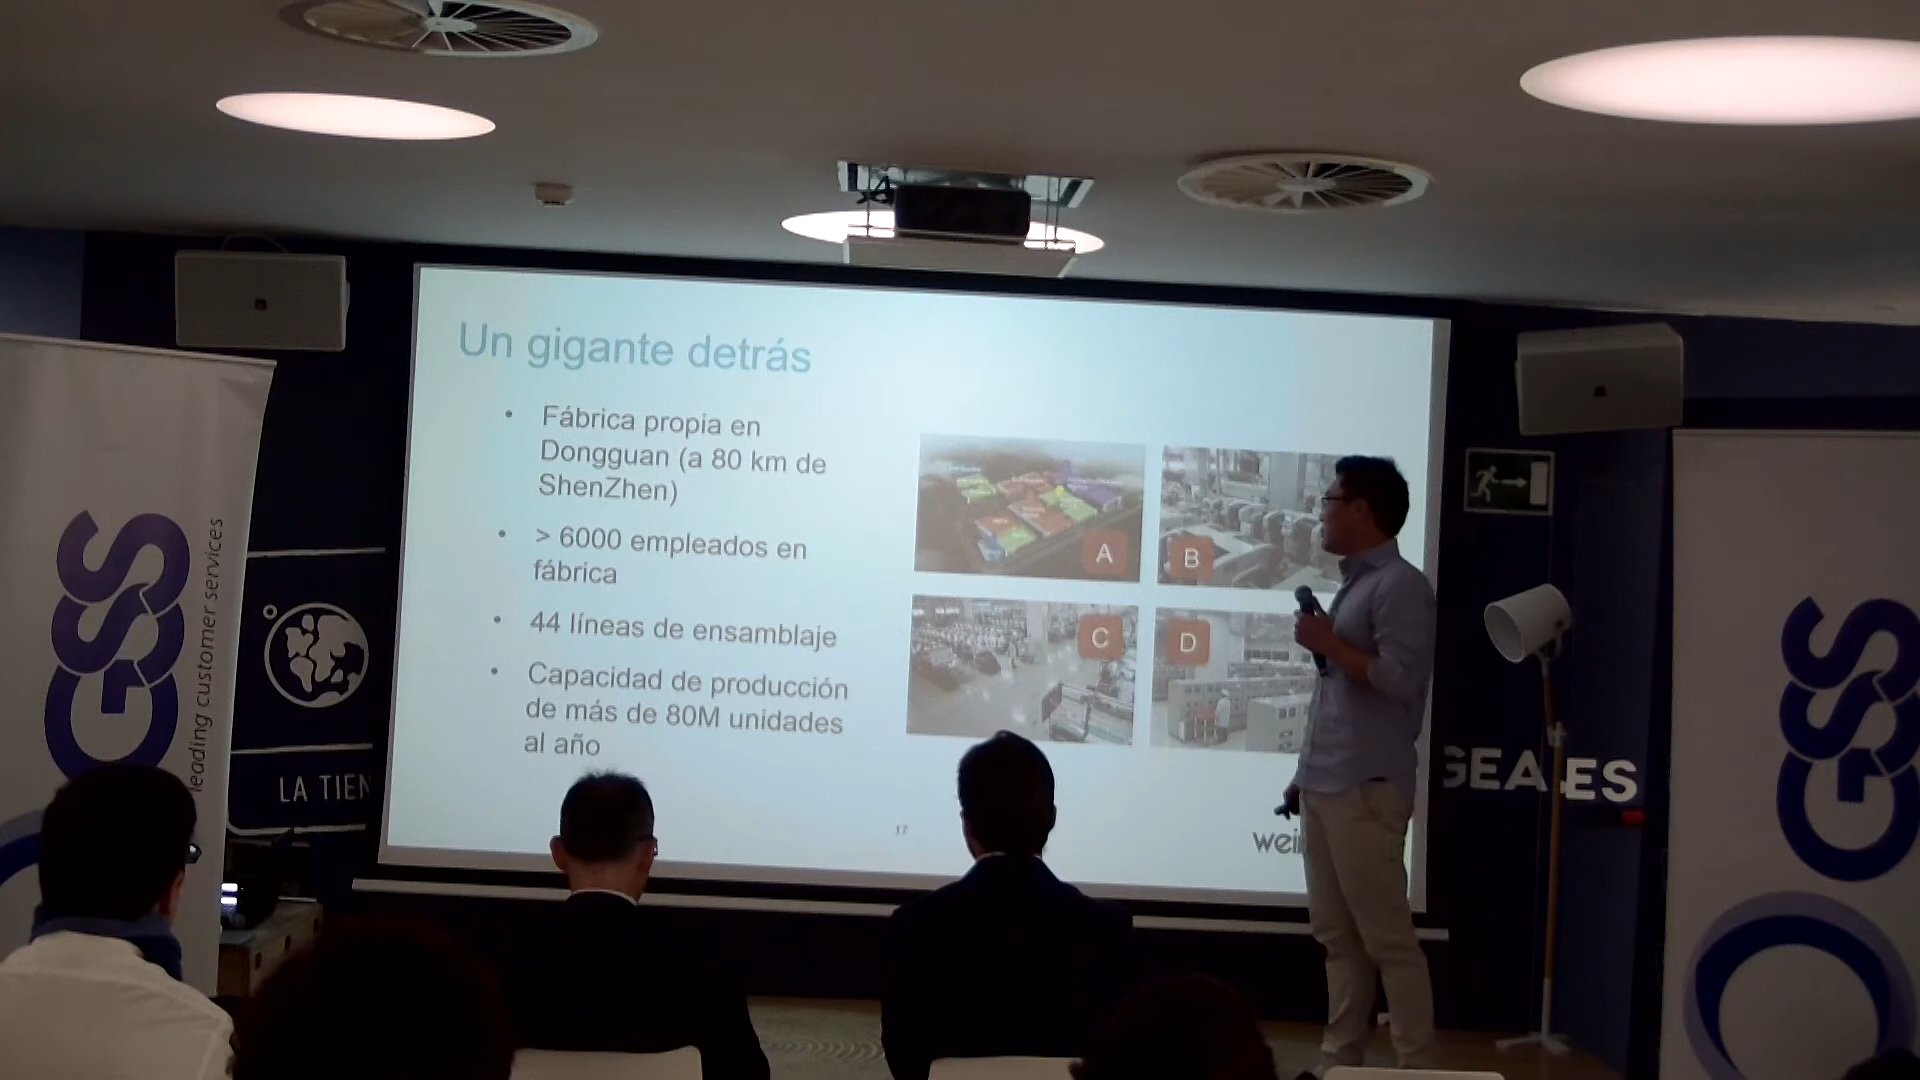 Un gigante detrás
• Fábrica propia en
Dongguan (a 80 km de
ShenZhen)
• > 6000 empleados en
fábrica
• 44 líneas de ensamblaje
• Capacidad de producción
de más de 80M unidades
al año
A
B
C
D
17
wei
GSS
leading customer services
LA TIEN
GEA
ES
GSS